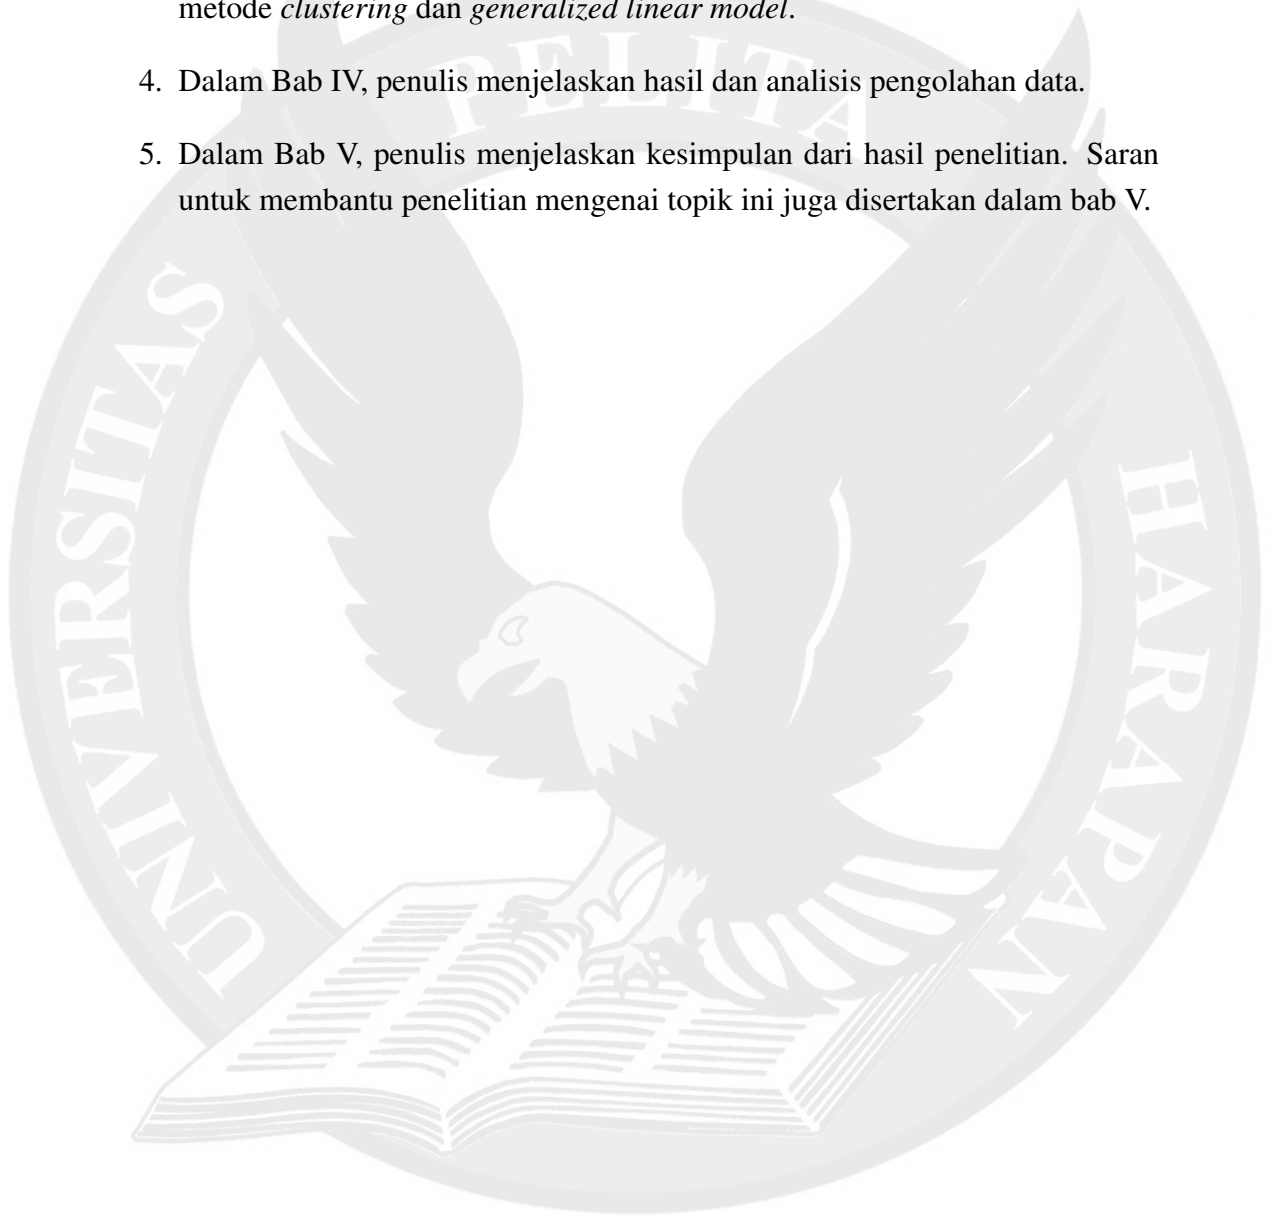 metode clustering dan generalized linear model.
4. Dalam Bab IV, penulis menjelaskan hasil dan analisis pengolahan data.
5. Dalam Bab V, penulis menjelaskan kesimpulan dari hasil penelitian. Saran
untuk membantu penelitian mengenai topik ini juga disertakan dalam bab V.
UNIVERSITAS PELITA HARAPAN